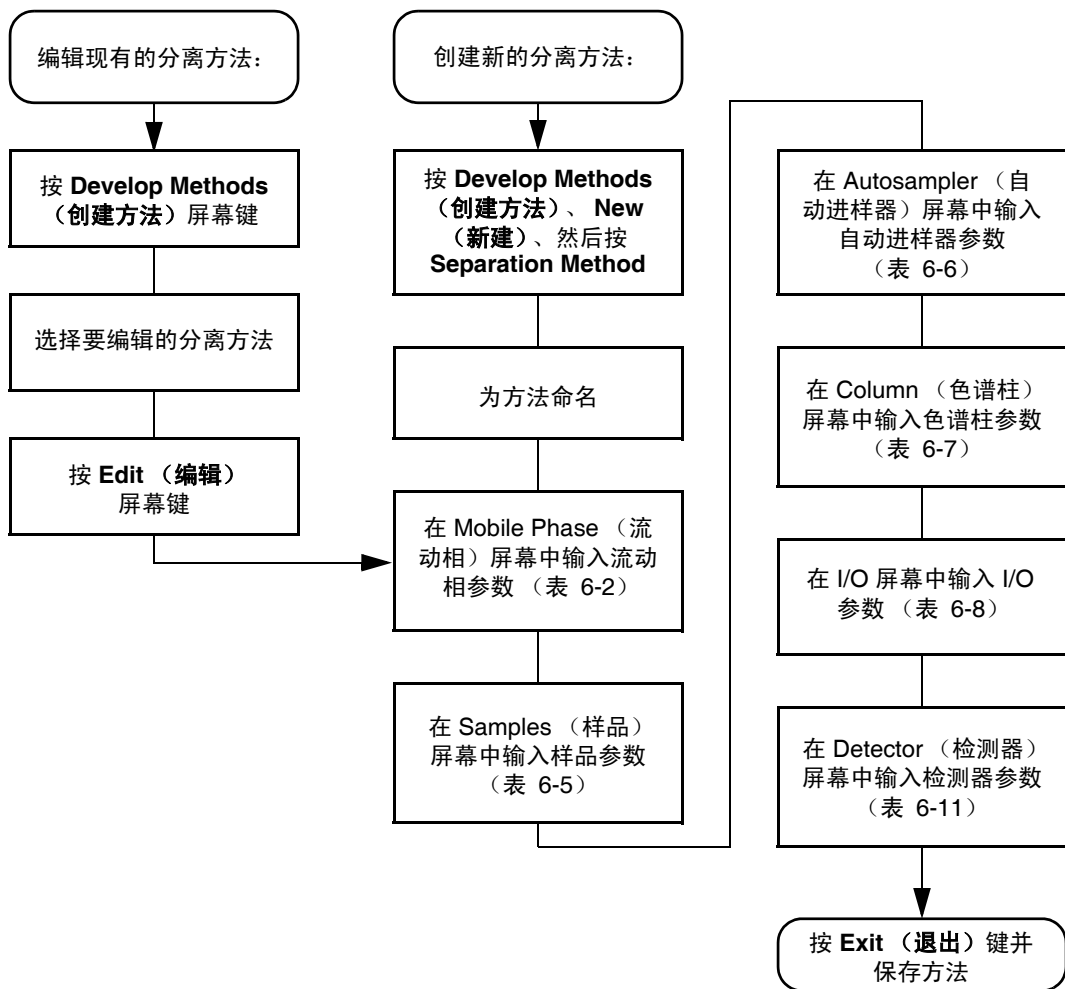 编辑现有的分离方法：
按 Develop Methods
（创建方法）屏幕键
选择要编辑的分离方法
按 Edit （编辑）
屏幕键
创建新的分离方法：
按 Develop Methods
（创建方法）、 New
（新建）、然后按
Separation Method
为方法命名
在 Mobile Phase （流
动相）屏幕中输入流动
相参数 （表 6-2）
在 Samples （样品）
屏幕中输入样品参数
（表 6-5）
在 Autosampler （自
动进样器）屏幕中输入
自动进样器参数
（表 6-6）
在 Column （色谱柱）
屏幕中输入色谱柱参数
（表 6-7）
在 I/O 屏幕中输入 I/O
参数 （表 6-8）
在 Detector （检测器）
屏幕中输入检测器参数
（表 6-11）
按 Exit （退出）键并
保存方法